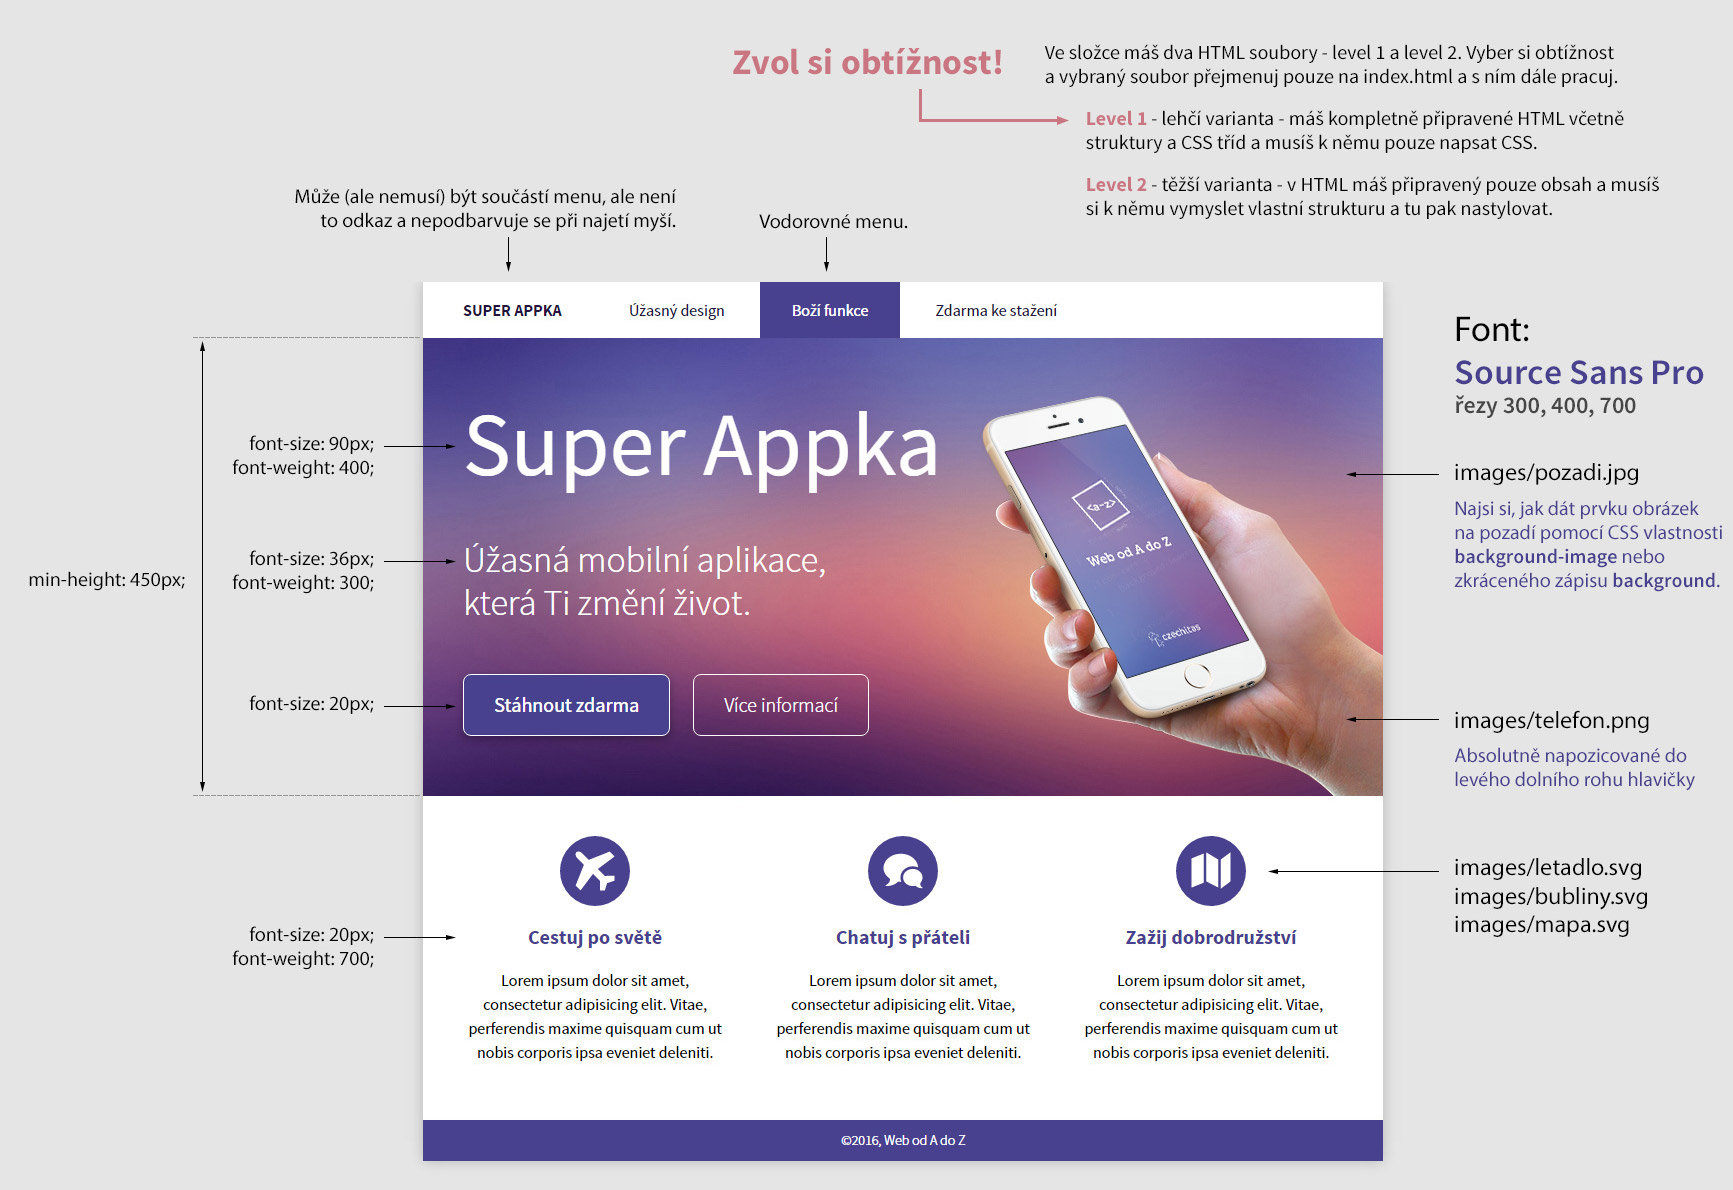 Zvol si obtížnost!
Ve složce máš dva HTML soubory - level 1 a level 2. Vyber si obtížnost
a vybraný soubor přejmenuj pouze na index.html a s ním dále pracuj.
Level 1 - lehčí varianta - máš kompletně připravené HTML včetně
struktury a CSS tříd a musíš k němu pouze napsat CSS.
Level 2 - těžší varianta - v HTML máš připravený pouze obsah a musíš
si k němu vymyslet vlastní strukturu a tu pak nastylovat.
Může (ale nemusí) být součástí menu, ale není
to odkaz a nepodbarvuje se při najetí myší.
Vodorovné menu.
SUPER APPKA
Úžasný design
Boží funkce
Zdarma ke stažení
Font:
Source Sans Pro
řezy 300, 400, 700
min-height: 450px;
font-size: 90px;
font-weight: 400;
Super Appka
images/pozadi.jpg
Najsi si, jak dát prvku obrázek
na pozadí pomocí CSS vlastnosti
background-image nebo
zkráceného zápisu background.
<a-z>
Web od A do Z
czechitas
font-size: 36px;
font-weight: 300;
Úžasná mobilní aplikace,
která Ti změní život.
font-size: 20px;
Stáhnout zdarma
Více informací
images/telefon.png
Absolutně napozicované do
levého dolního rohu hlavičky
images/letadlo.svg
images/bubliny.svg
images/mapa.svg
font-size: 20px;
font-weight: 700;
Cestuj po světě
Lorem ipsum dolor sit amet,
consectetur adipisicing elit. Vitae,
perferendis maxime quisquam cum ut
nobis corporis ipsa eveniet deleniti.
Chatuj s přáteli
Lorem ipsum dolor sit amet,
consectetur adipisicing elit. Vitae,
perferendis maxime quisquam cum ut
nobis corporis ipsa eveniet deleniti.
Zažij dobrodružství
Lorem ipsum dolor sit amet,
consectetur adipisicing elit. Vitae,
perferendis maxime quisquam cum ut
nobis corporis ipsa eveniet deleniti.
©2016, Web od A do Z